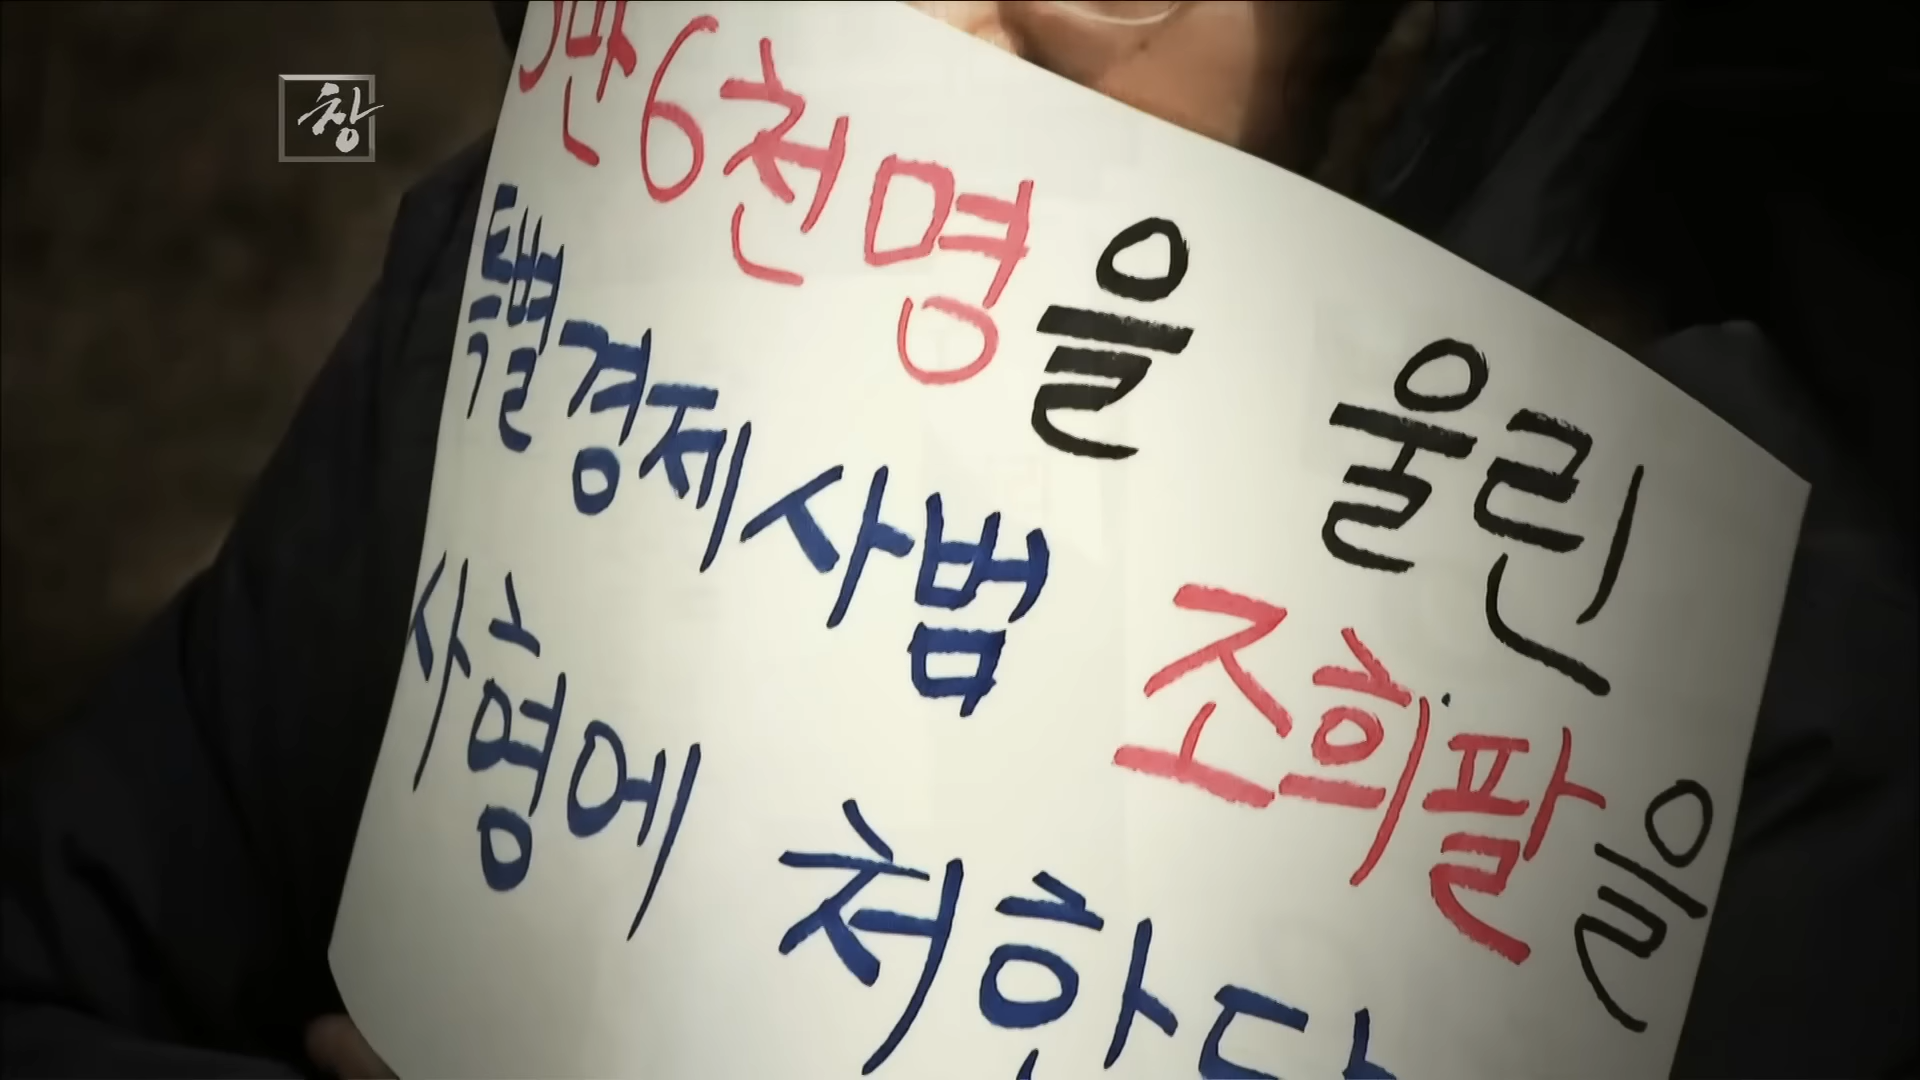 창
만6천명을 울린
특별경제사범 조희팔을
사형에 처한다